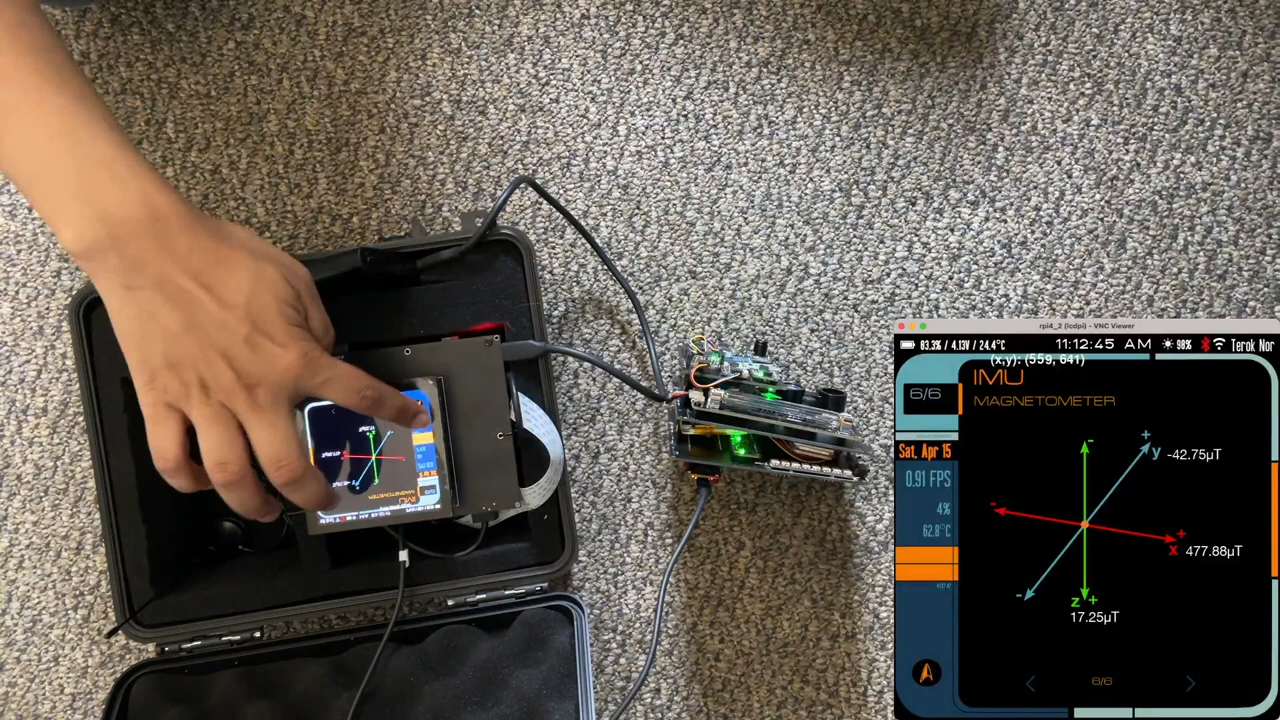 rpi4_2 (lcdpi) - VNC Viewer
83.3% / 4.13V / 24.4°C
11:12:45 AM
98%
Terok Nor
(x,y): (559, 641)
6/6
IMU
MAGNETOMETER
Sat, Apr 15
0.91 FPS
4%
62.8°C
-
+
y
-42.75µT
-
+
x
477.88µT
-
z
+
17.25µT
<
6/6
>